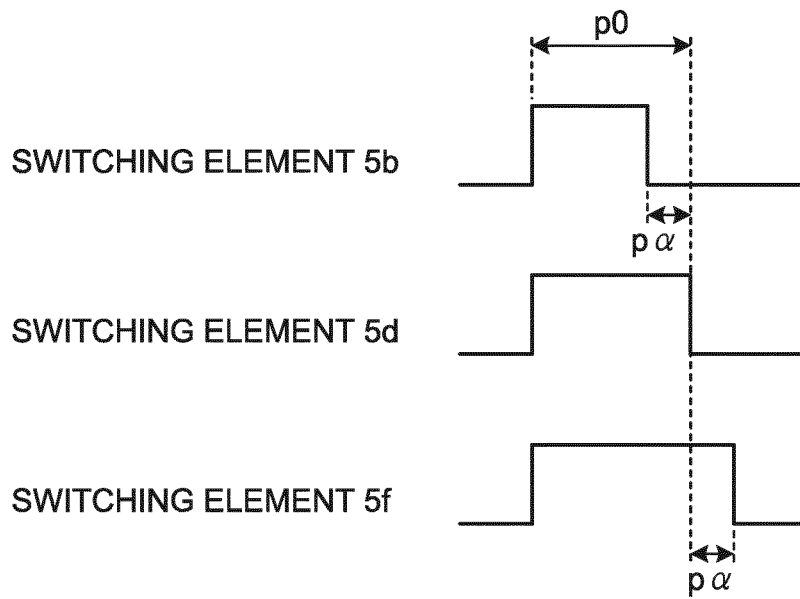 p0
SWITCHING ELEMENT 5b
p α
SWITCHING ELEMENT 5d
SWITCHING ELEMENT 5f
p α